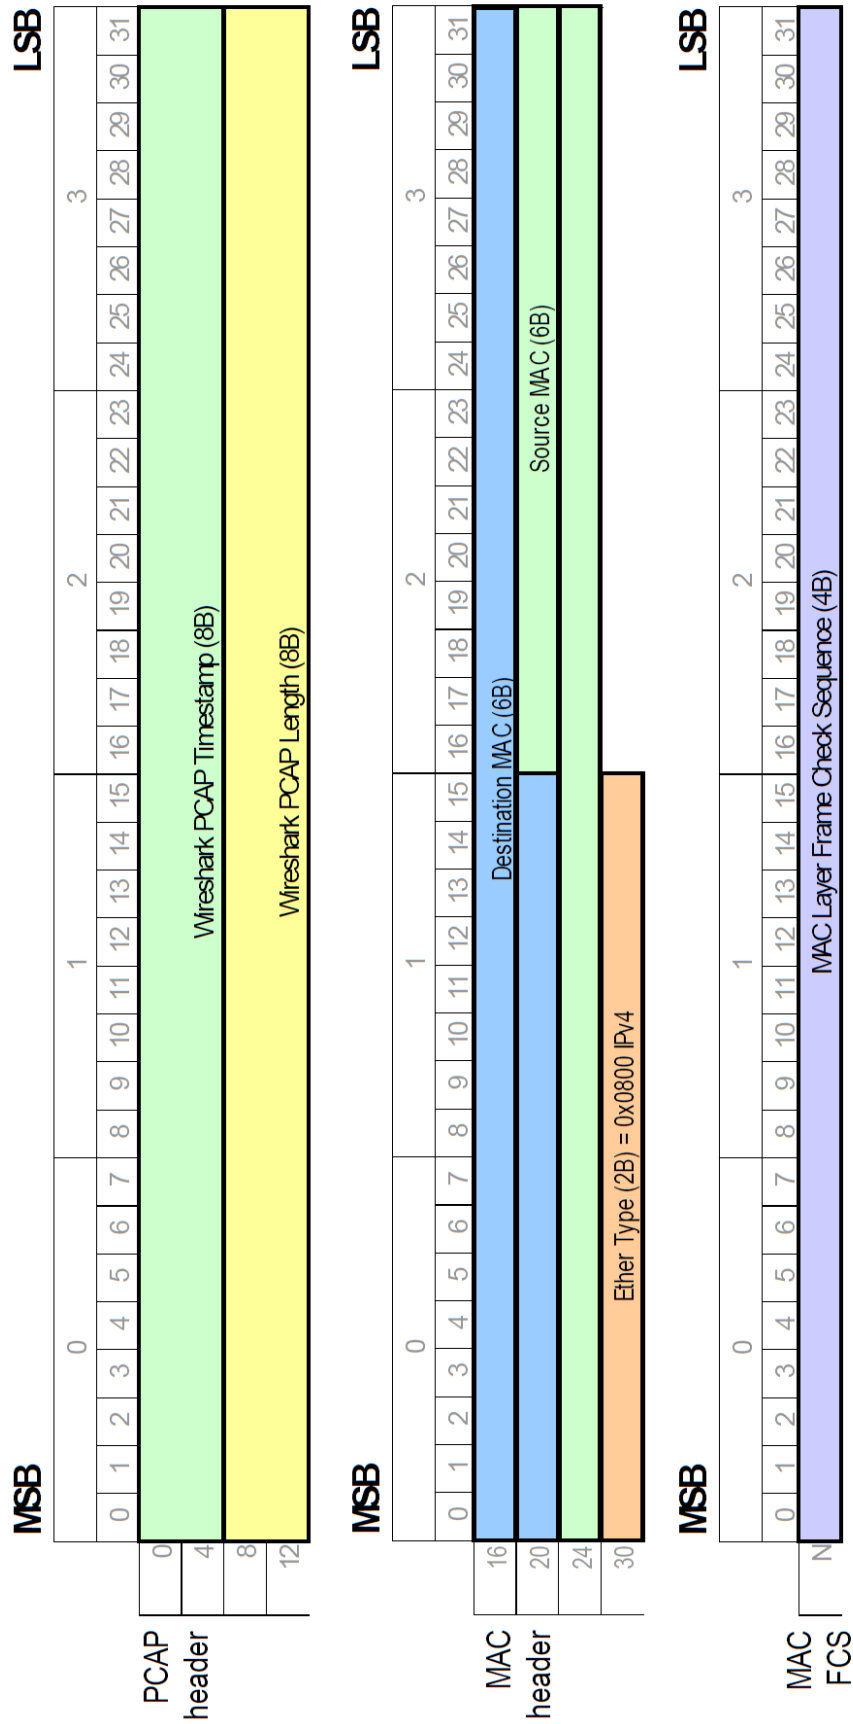 MSB LSB
0 1 2 3
0 1 2 3 4 5 6 7 8 9 10 11 12 13 14 15 16 17 18 19 20 21 22 23 24 25 26 27 28 29 30 31
PCAP
header
0
4
Wireshark PCAP Timestamp (8B)
8
12
Wireshark PCAP Length (8B)
MSB LSB
0 1 2 3
0 1 2 3 4 5 6 7 8 9 10 11 12 13 14 15 16 17 18 19 20 21 22 23 24 25 26 27 28 29 30 31
MAC
header
16
Destination MAC (6B)
20
Source MAC (6B)
24
30
Ether Type (2B) = 0x0800 IPv4
MSB LSB
0 1 2 3
0 1 2 3 4 5 6 7 8 9 10 11 12 13 14 15 16 17 18 19 20 21 22 23 24 25 26 27 28 29 30 31
MAC
FCS
N
MAC Layer Frame Check Sequence (4B)